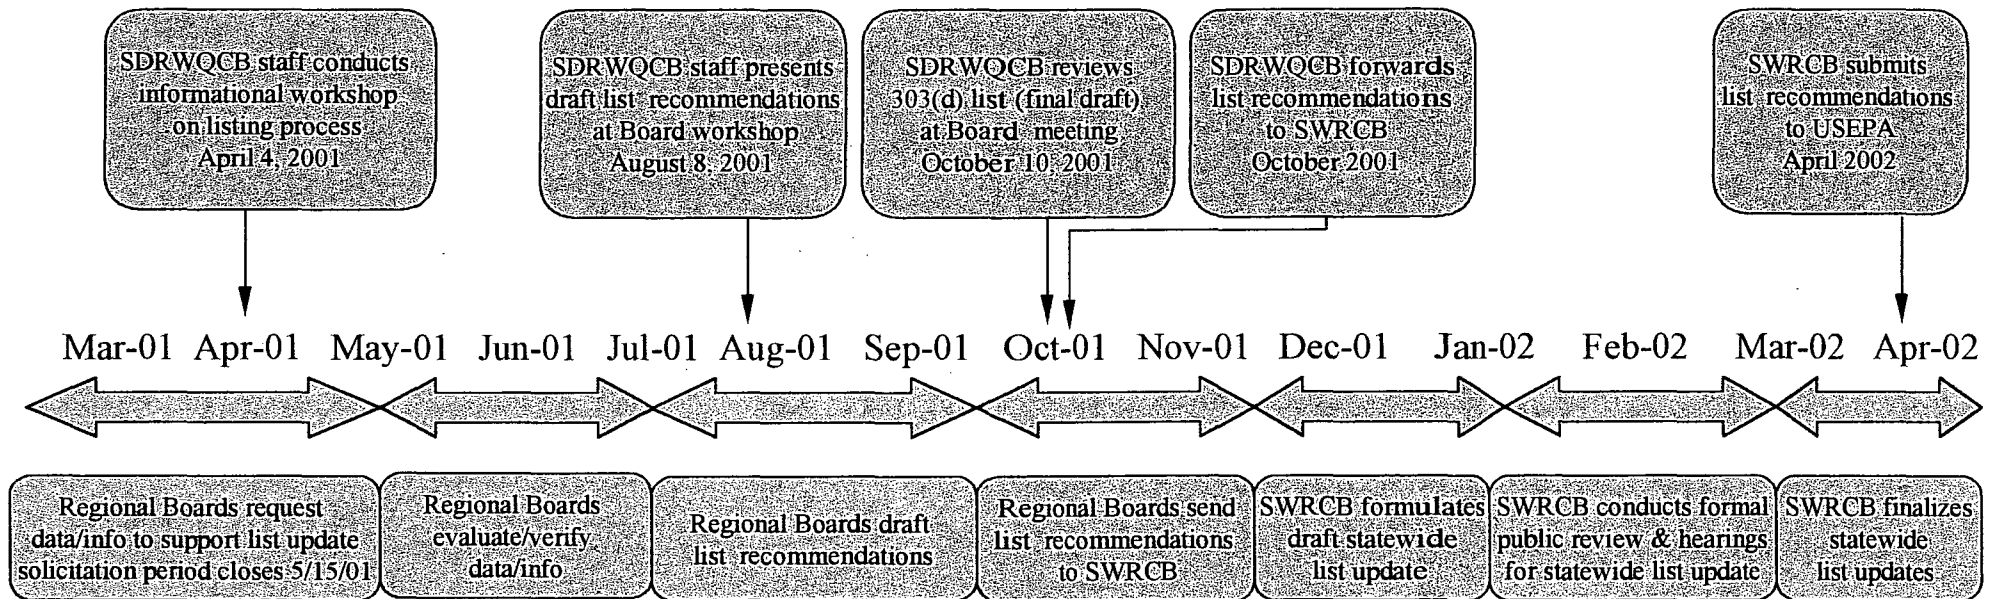 SDRWQCB staff conducts
informational workshop
on listing process
April 4, 2001
SDRWQCB staff presents
draft list recommendations
at Board workshop
August 8, 2001
SDRWQCB reviews
303(d) list (final draft)
at Board meeting
October 10, 2001
SDRWQCB forwards
list recommendations
to SWRCB
October 2001
SWRCB submits
list recommendations
to USEPA
April 2002
Mar-01 Apr-01 May-01 Jun-01 Jul-01 Aug-01 Sep-01 Oct-01 Nov-01 Dec-01 Jan-02 Feb-02 Mar-02 Apr-02
Regional Boards request
data/info to support list update
solicitation period closes 5/15/01
Regional Boards
evaluate/verify
data/info
Regional Boards draft
list recommendations
Regional Boards send
list recommendations
to SWRCB
SWRCB formulates
draft statewide
list update
SWRCB conducts formal
public review & hearings
for statewide list update
SWRCB finalizes
statewide
list updates